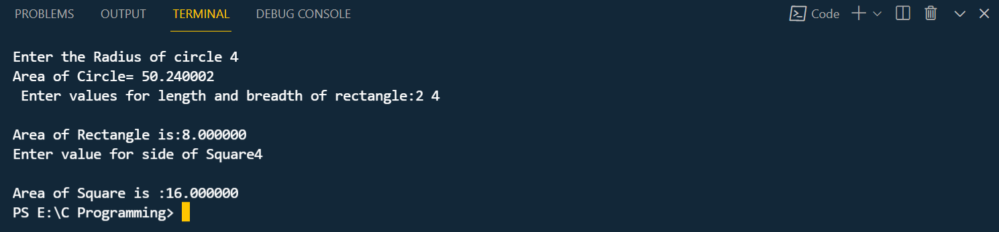 PROBLEMS OUTPUT TERMINAL DEBUG CONSOLE Code
Enter the Radius of circle 4
Area of Circle= 50.240002
Enter values for length and breadth of rectangle:2 4
Area of Rectangle is:8.000000
Enter value for side of Square4
Area of Square is :16.000000
PS E:\C Programming>